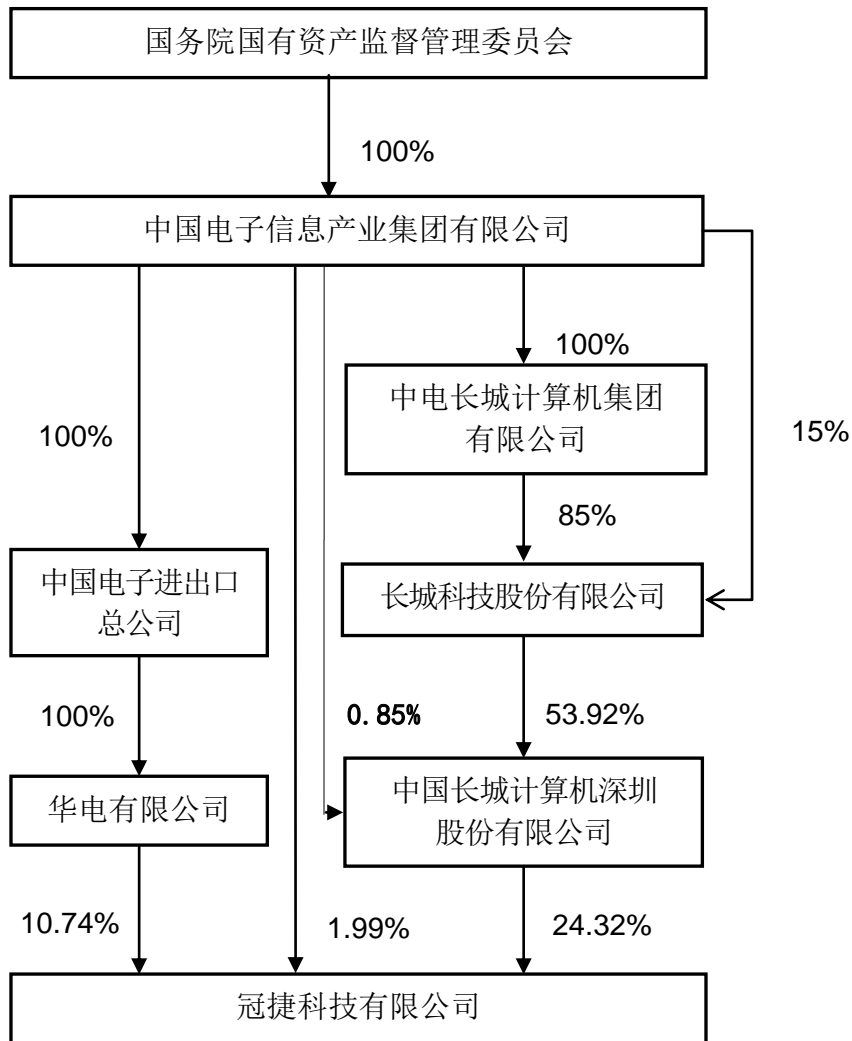 国务院国有资产监督管理委员会
100%
中国电子信息产业集团有限公司
100%
中电长城计算机集团
有限公司
15%
100%
85%
中国电子进出口
总公司
长城科技股份有限公司
100%
0.85%
53.92%
华电有限公司
中国长城计算机深圳
股份有限公司
10.74%
1.99%
24.32%
冠捷科技有限公司